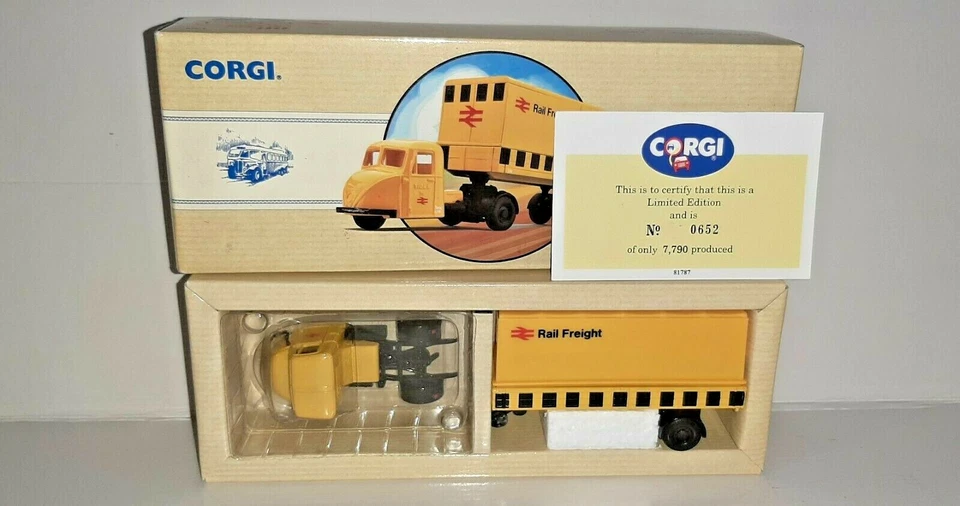 CORGI®
Rail Fr
CORGI®
This is to certify that this is a
Limited Edition
and is
No 0652
of only 7,790 produced
81787
Rail Freight